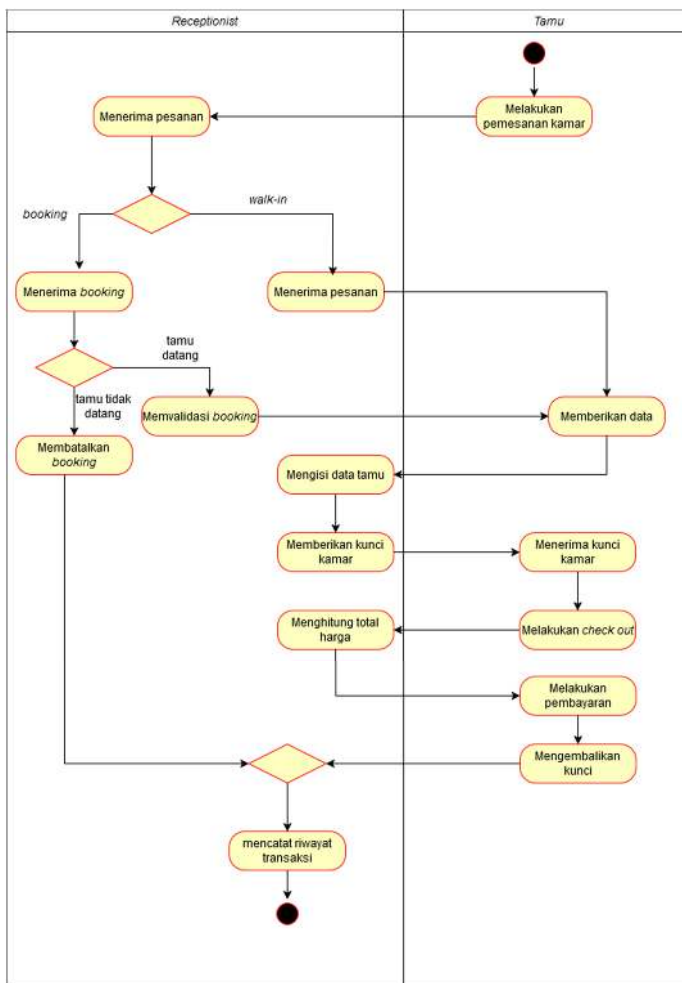 Receptionist
Tamu
Melakukan
pemesanan kamar
Menerima pesanan
booking
walk-in
Menerima booking
Menerima pesanan
tamu
datang
tamu tidak
datang
Memvalidasi booking
Memberikan data
Membatalkan
booking
Mengisi data tamu
Memberikan kunci
kamar
Menerima kunci
kamar
Menghitung total
harga
Melakukan check out
Melakukan
pembayaran
Mengembalikan
kunci
mencatat riwayat
transaksi